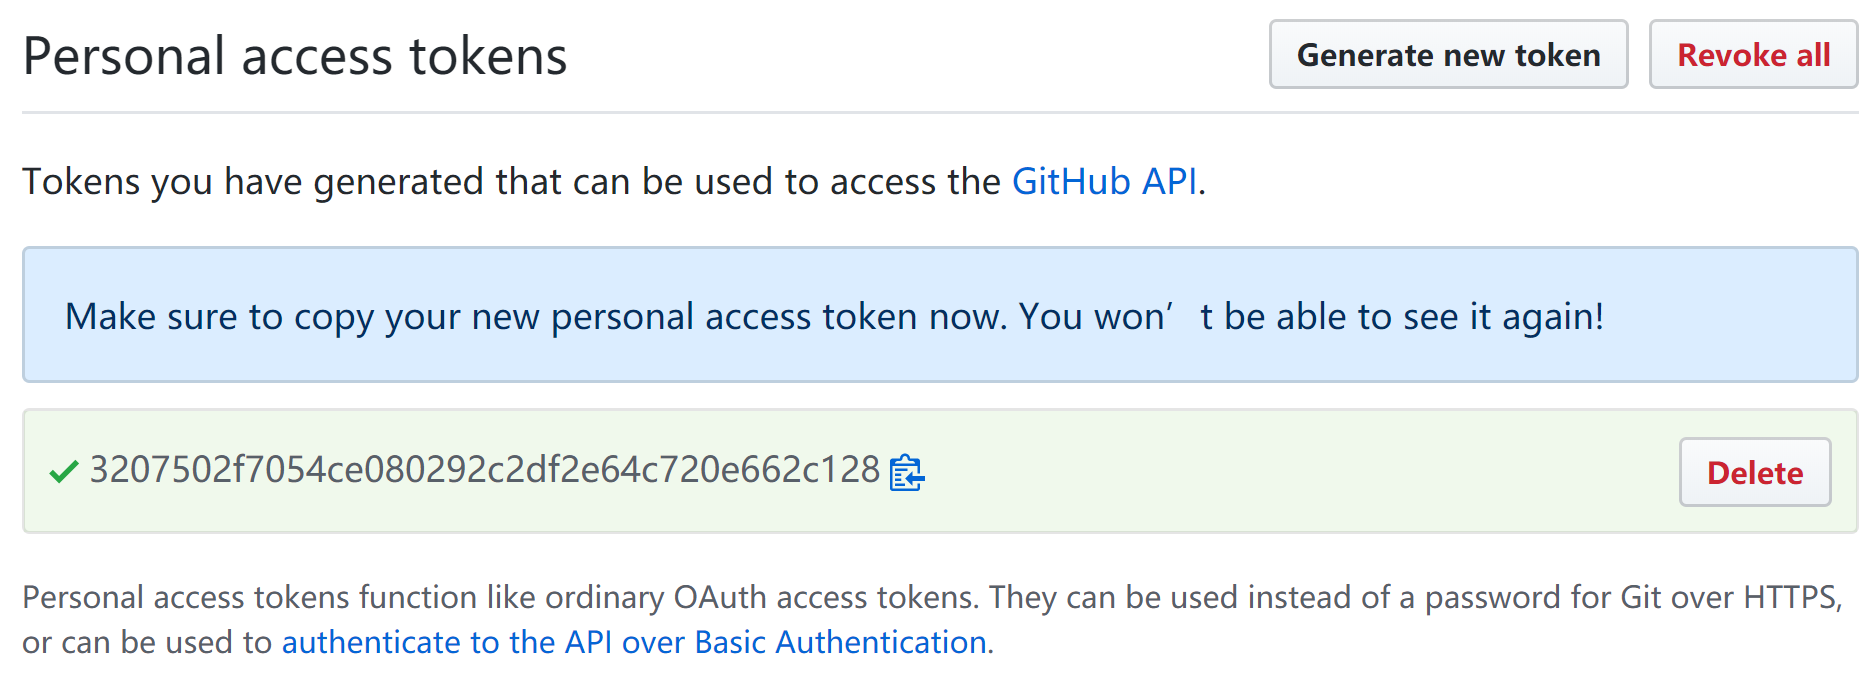 Personal access tokens
Generate new token
Revoke all
Tokens you have generated that can be used to access the GitHub API.
Make sure to copy your new personal access token now. You won’t be able to see it again!
3207502f7054ce080292c2df2e64c720e662c128
Delete
Personal access tokens function like ordinary OAuth access tokens. They can be used instead of a password for Git over HTTPS,
or can be used to authenticate to the API over Basic Authentication.